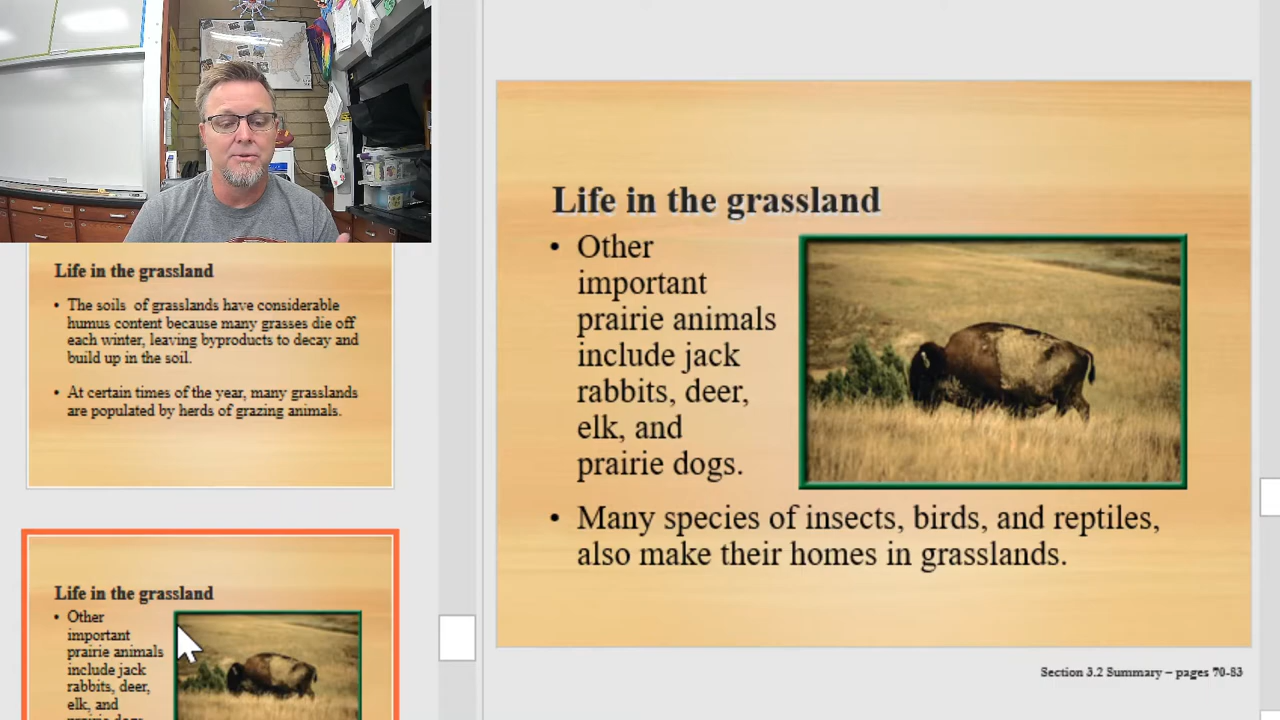 Life in the grassland
• The soils of grasslands have considerable
humus content because many grasses die off
each winter, leaving byproducts to decay and
build up in the soil.
• At certain times of the year, many grasslands
are populated by herds of grazing animals.
Life in the grassland
• Other
important
prairie animals
include jack
rabbits, deer,
elk, and
prairie dogs.
Life in the grassland
• Other
important
prairie animals
include jack
rabbits, deer,
elk, and
prairie dogs.
• Many species of insects, birds, and reptiles,
also make their homes in grasslands.
Section 3.2 Summary – pages 70-83